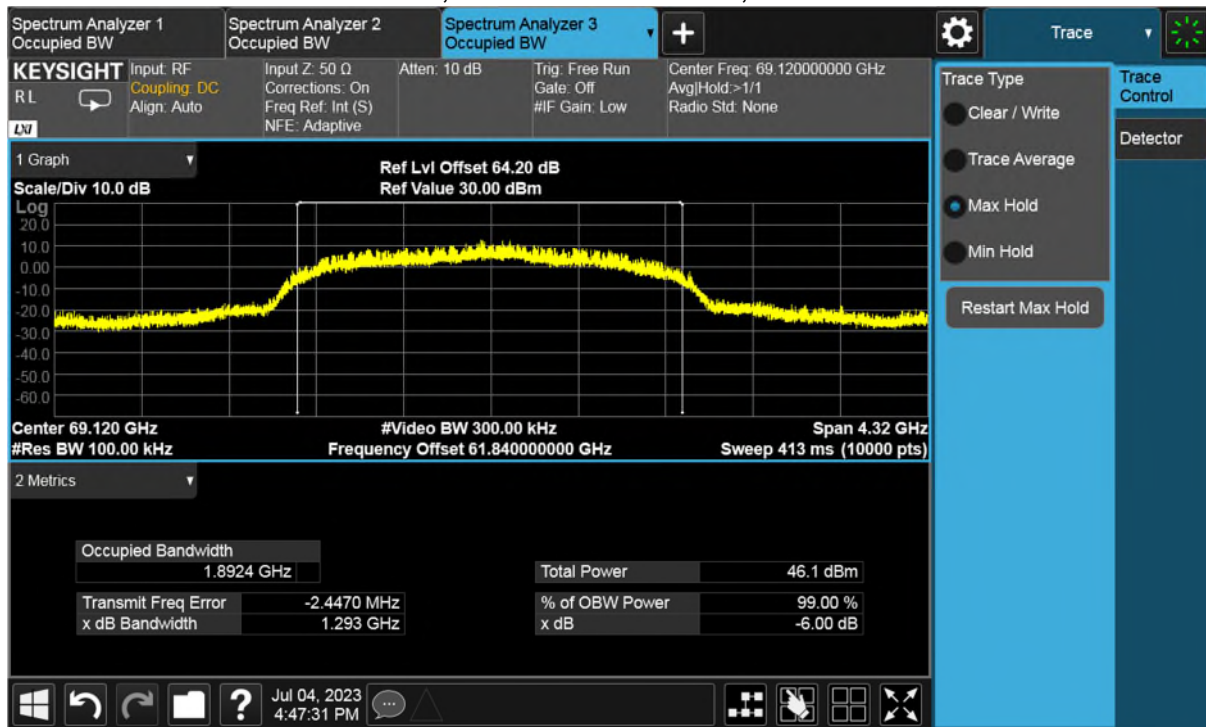 Spectrum Analyzer 1
Occupied BW
Spectrum Analyzer 2
Occupied BW
Spectrum Analyzer 3
Occupied BW
+
Trace
KEYSIGHT
RL
LXI
Input: RF
Coupling: DC
Align: Auto
Input Z: 50 Ω
Corrections: On
Freq Ref: Int (S)
NFE: Adaptive
Atten: 10 dB
Trig: Free Run
Gate: Off
#IF Gain: Low
Center Freq: 69.120000000 GHz
Avg|Hold:>1/1
Radio Std: None
Trace Type
Clear / Write
Trace Average
Max Hold
Min Hold
Restart Max Hold
Trace
Control
Detector
1 Graph
Scale/Div 10.0 dB
Ref Lvl Offset 64.20 dB
Ref Value 30.00 dBm
Log
20.0
10.0
0.00
-10.0
-20.0
-30.0
-40.0
-50.0
-60.0
Center 69.120 GHz
#Video BW 300.00 kHz
Span 4.32 GHz
#Res BW 100.00 kHz
Frequency Offset 61.840000000 GHz
Sweep 413 ms (10000 pts)
2 Metrics
Occupied Bandwidth
1.8924 GHz
Total Power 46.1 dBm
Transmit Freq Error -2.4470 MHz
% of OBW Power 99.00 %
x dB Bandwidth 1.293 GHz
x dB -6.00 dB
?
Jul 04, 2023
4:47:31 PM